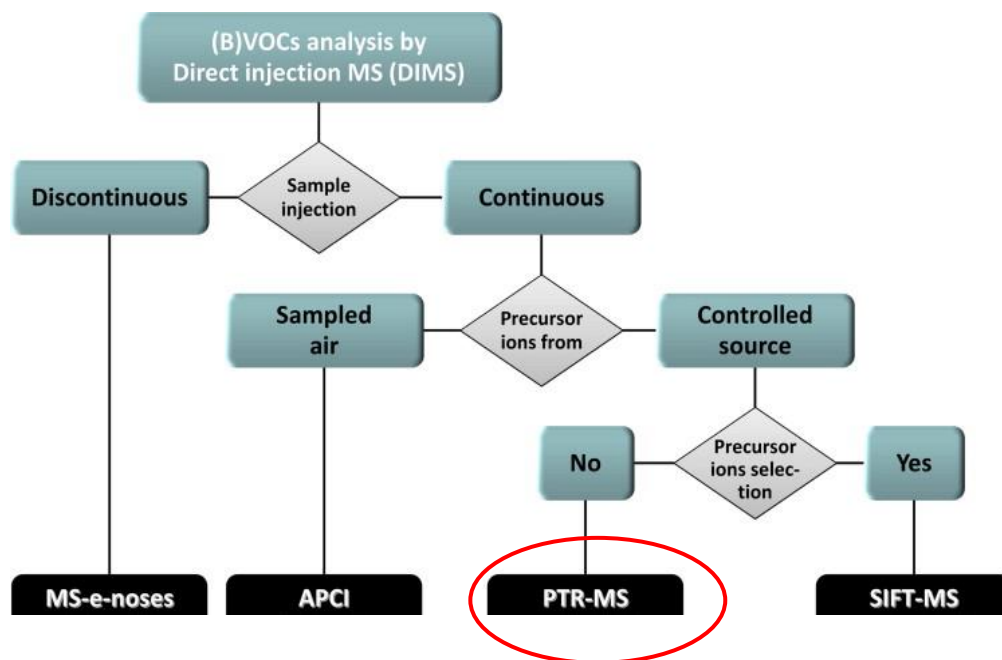 (B)VOCs analysis by
Direct injection MS (DIMS)
Discontinuous
Sample
injection
Continuous
Sampled
air
Precursor
ions from
Controlled
source
No
Precursor
ions selec-
tion
Yes
MS-e-noses
APCI
PTR-MS
SIFT-MS